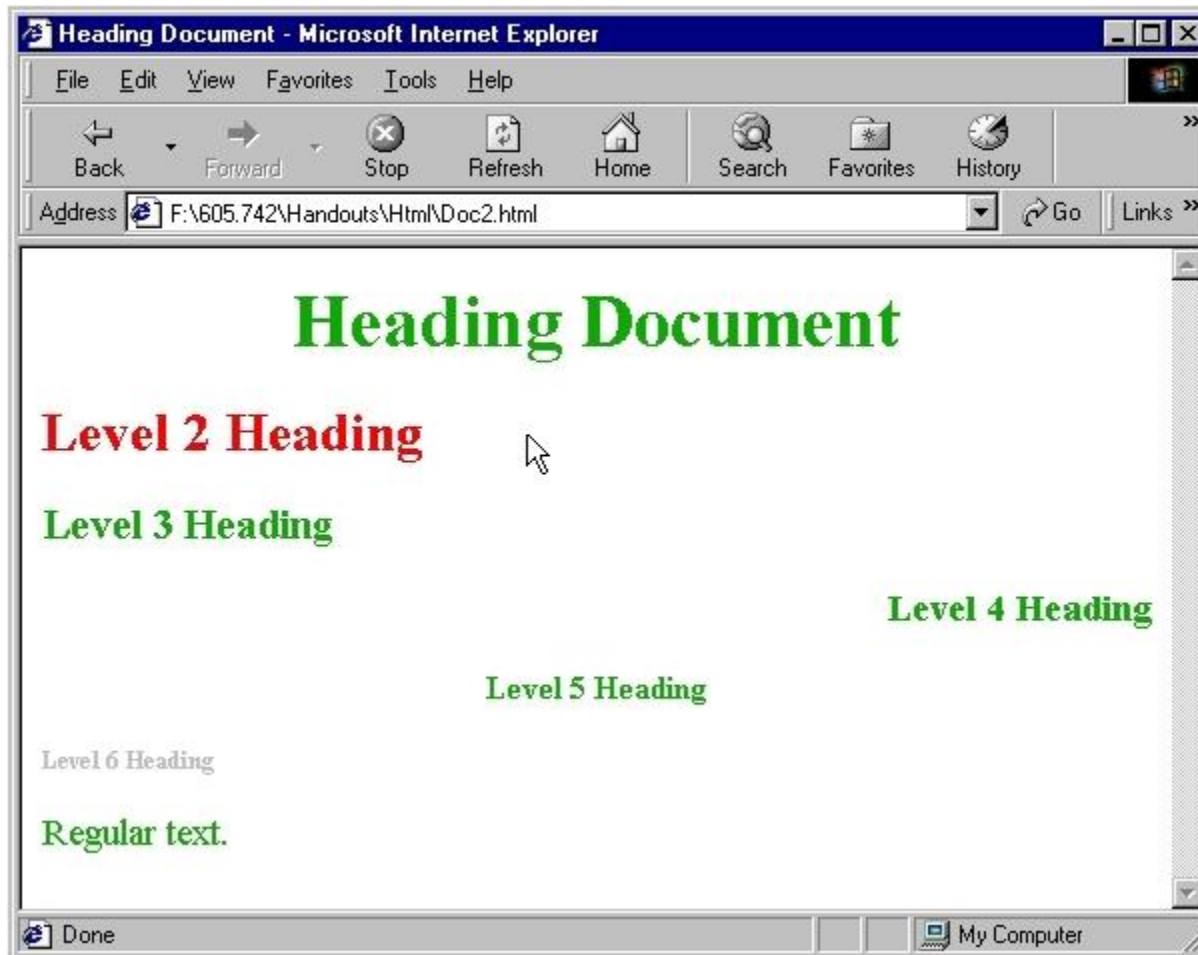 Heading Document - Microsoft Internet Explorer
File Edit View Favorites Tools Help
Back Forward Stop Refresh Home Search Favorites History »
Address F:\605.742\Handouts\Html\Doc2.html Go Links »
Heading Document
Level 2 Heading
Level 3 Heading
Level 4 Heading
Level 5 Heading
Level 6 Heading
Regular text.
Done My Computer